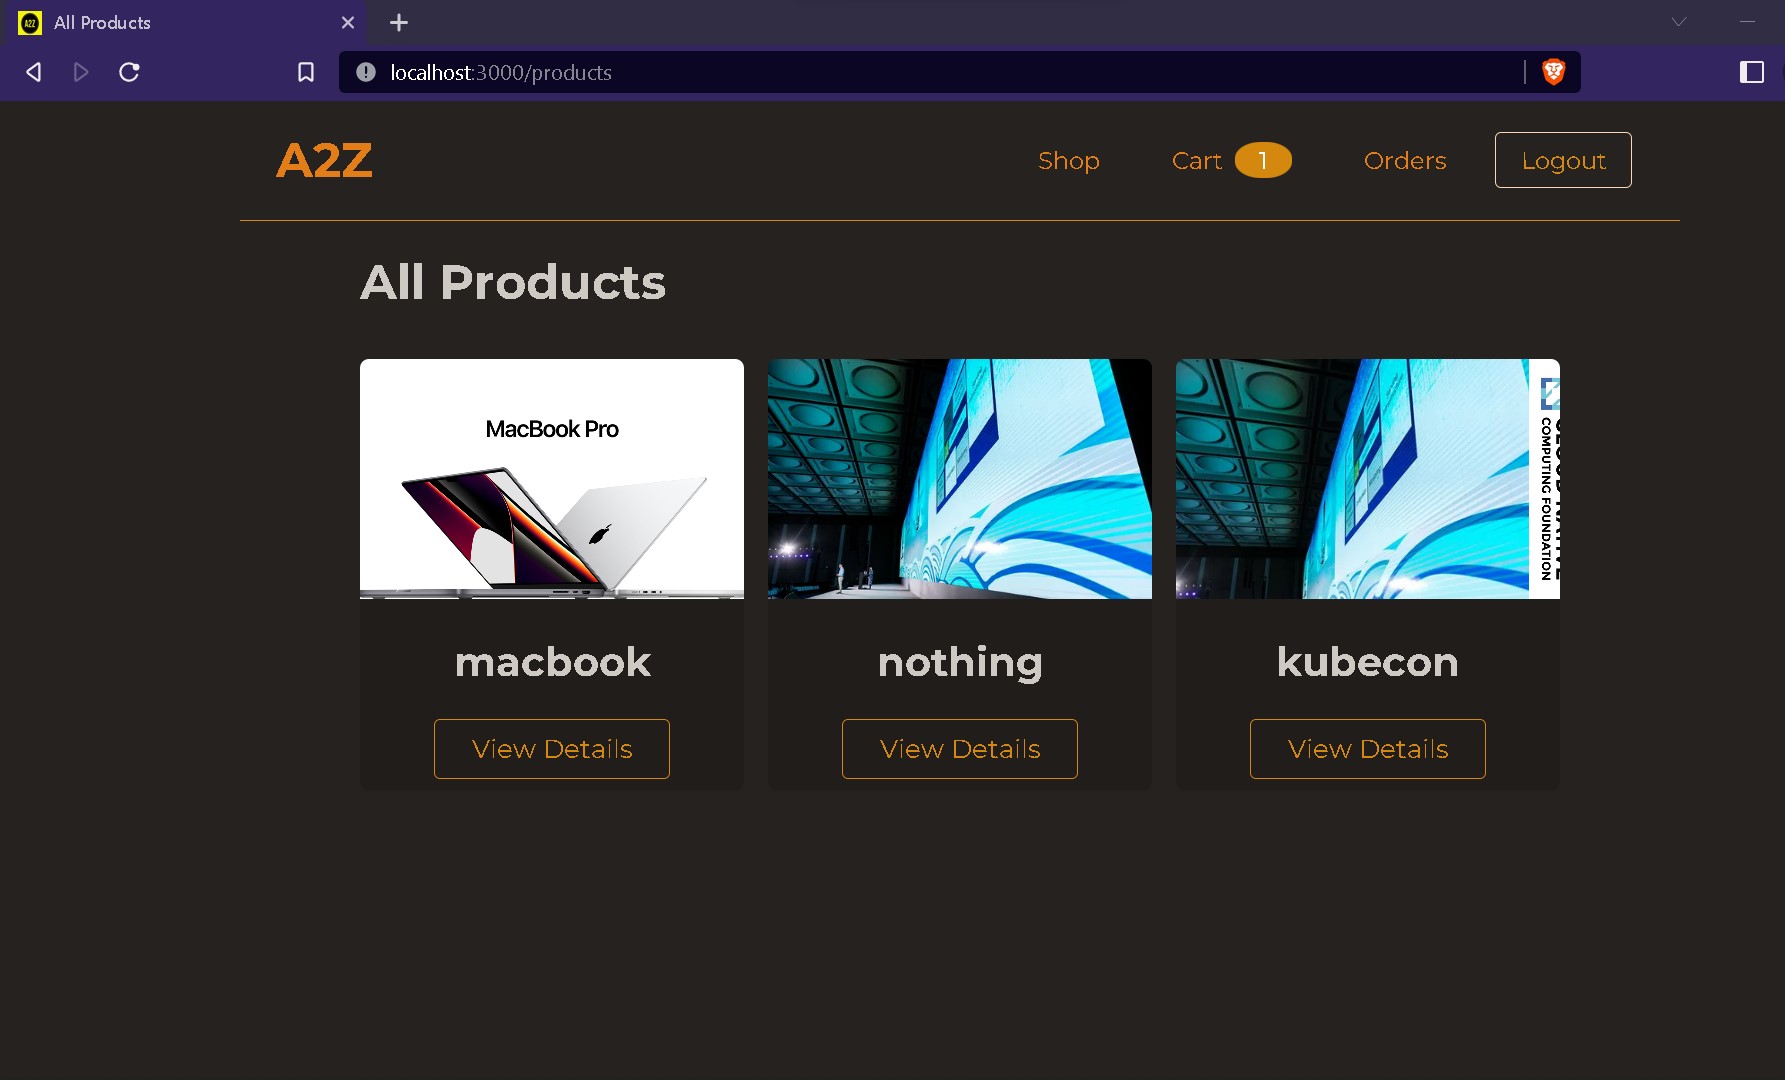 A2Z
All Products
localhost:3000/products
A2Z
Shop
Cart 1
Orders
Logout
All Products
MacBook Pro
COMPUTING FOUNDATION
macbook
nothing
kubecon
View Details
View Details
View Details